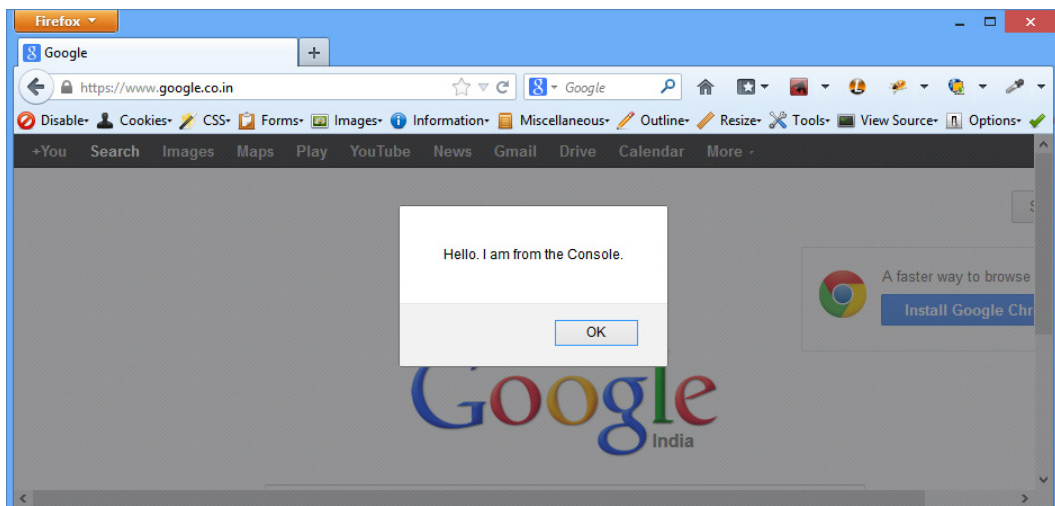 Firefox
Google
https://www.google.co.in Google
Disable Cookies CSS Forms Images Information Miscellaneous Outline Resize Tools View Source Options
+You Search Images Maps Play YouTube News Gmail Drive Calendar More
Hello. I am from the Console.
OK
A faster way to browse
Install Google Chr
Google
India